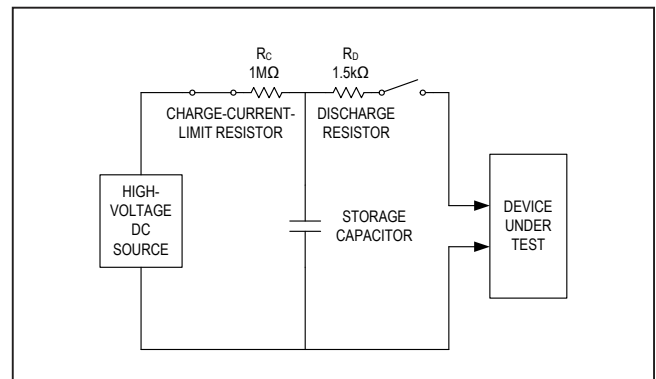 RC
1MΩ
RD
1.5kΩ
CHARGE-CURRENT-
LIMIT RESISTOR
DISCHARGE
RESISTOR
HIGH-
VOLTAGE
DC
SOURCE
STORAGE
CAPACITOR
DEVICE
UNDER
TEST